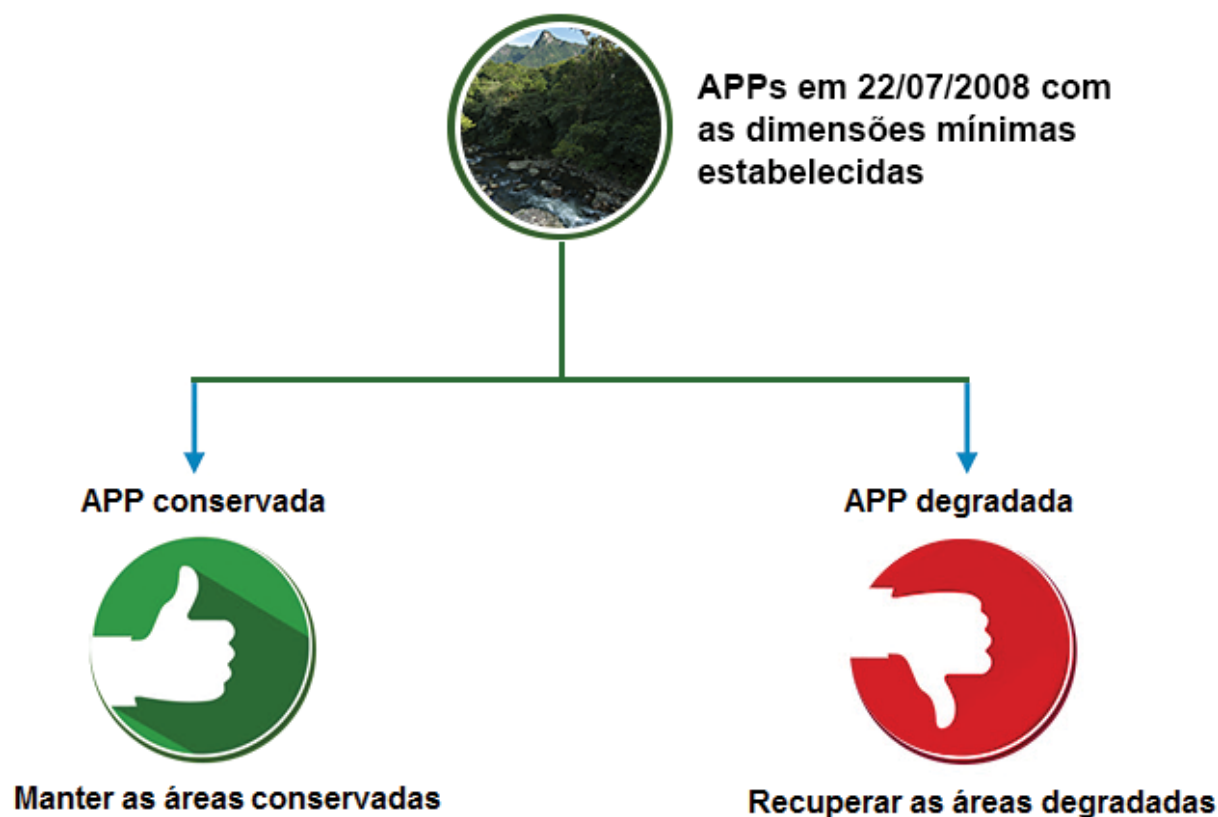 APPs em 22/07/2008 com
as dimensões mínimas
estabelecidas
APP conservada
APP degradada
Manter as áreas conservadas
Recuperar as áreas degradadas